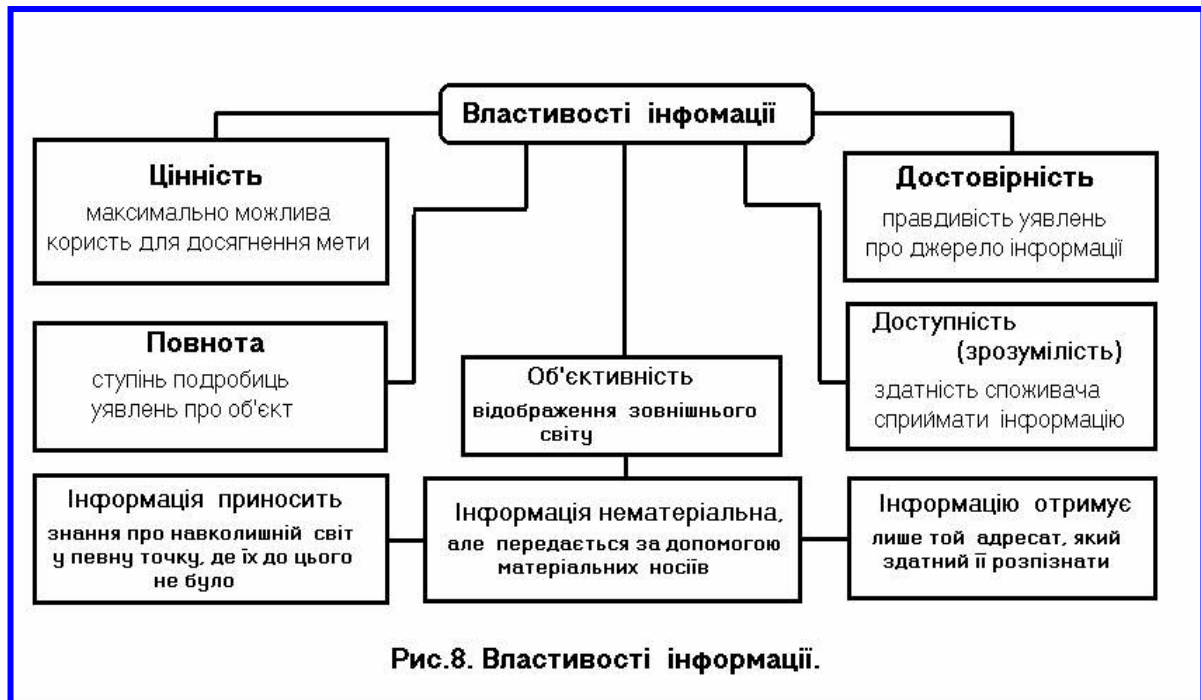 Властивості інфомації
Цінність
максимально можлива
користь для досягнення мети
Достовірність
правдивість уявлень
про джерело інформації
Повнота
ступінь подробиць
уявлень про об'єкт
Об'єктивність
відображення зовнішнього
світу
Доступність
(зрозумілість)
здатність споживача
сприймати інформацію
Інформація приносить
знання про навколишній світ
у певну точку, де їх до цього
не було
Інформація нематеріальна,
але передається за допомогою
матеріальних носіїв
Інформацію отримує
лише той адресат, який
здатний її розпізнати
Рис.8. Властивості інформації.